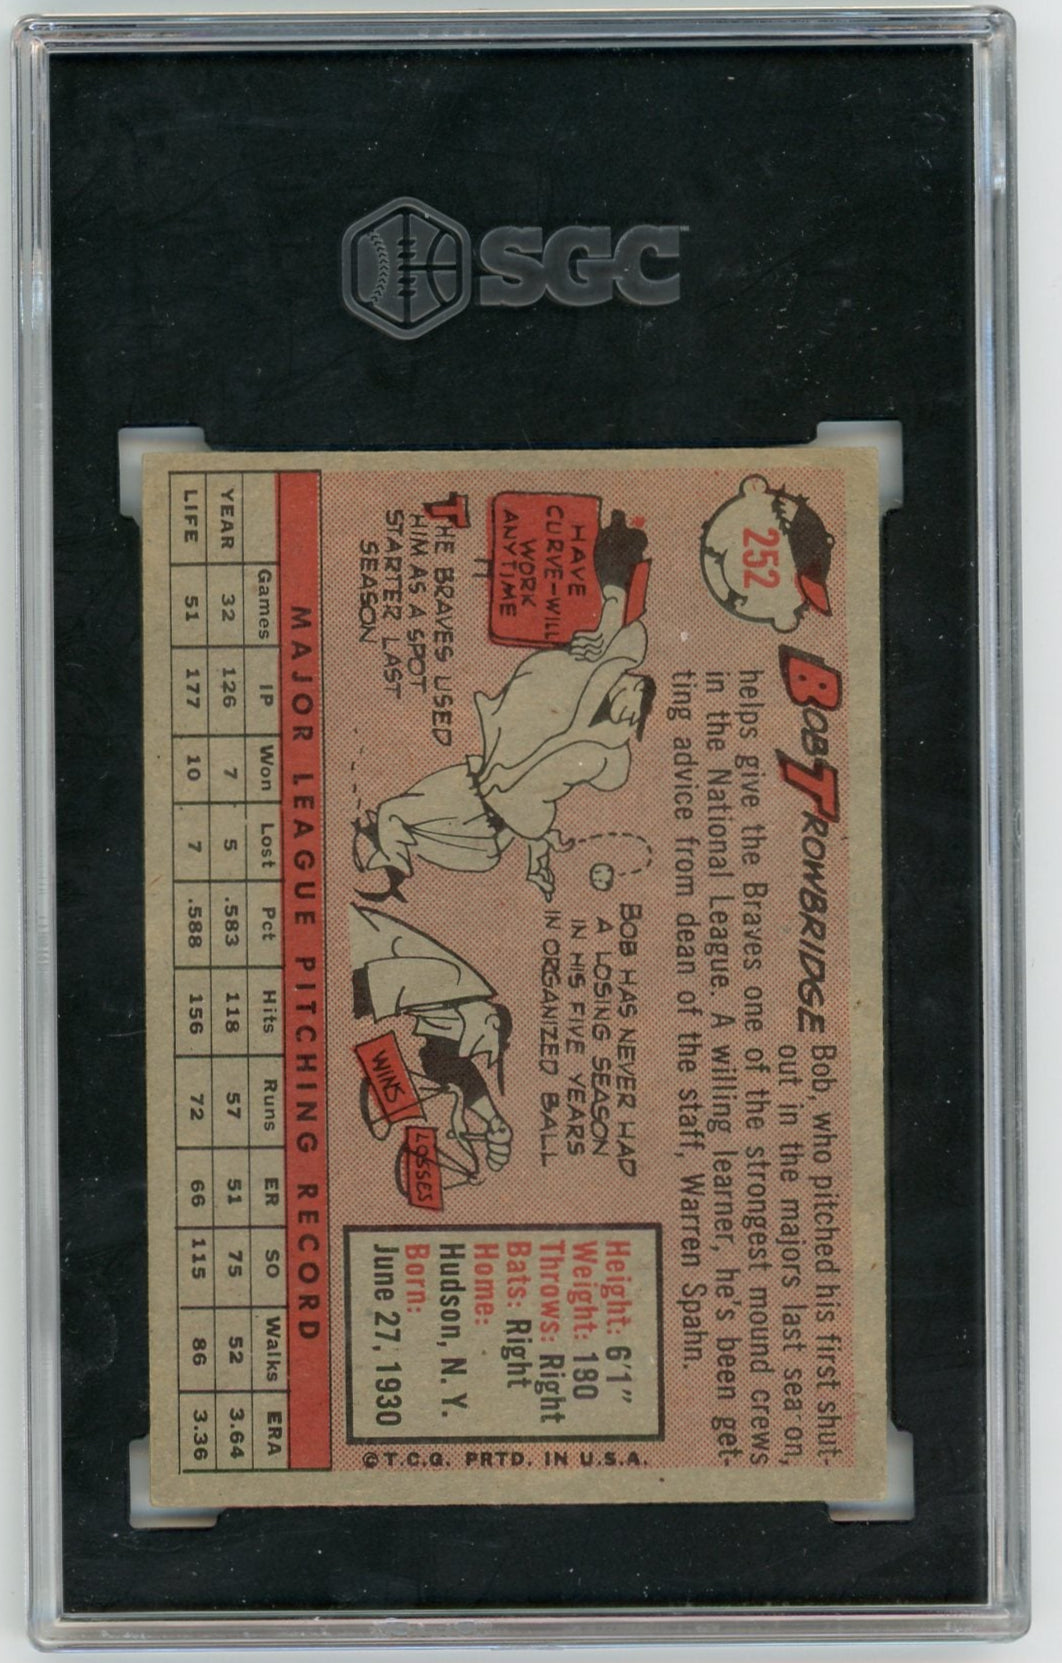 SGC
252
BOB TROWBRIDGE
Bob, who pitched his first shut-
out in the majors last season,
helps give the Braves one of the strongest mound crews
in the National League. A willing learner, he's been get-
ting advice from dean of the staff, Warren Spahn.
HAVE
CURVE-WILL
WORK
ANYTIME
THE BRAVES USED
HIM AS A SPOT
STARTER LAST
SEASON
BOB HAS NEVER HAD
A LOSING SEASON
IN HIS FIVE YEARS
IN ORGANIZED BALL
WINS
LOSSES
Height: 6'1"
Weight: 180
Throws: Right
Bats: Right
Home:
Hudson, N. Y.
Born:
June 27, 1930
©T.C.G. PRTD. IN U.S.A.
MAJOR LEAGUE PITCHING RECORD
Games IP Won Lost Pct Hits Runs ER SO Walks ERA
YEAR 32 126 7 5 .583 118 57 51 75 52 3.64
LIFE 51 177 10 7 .588 156 72 66 115 86 3.36